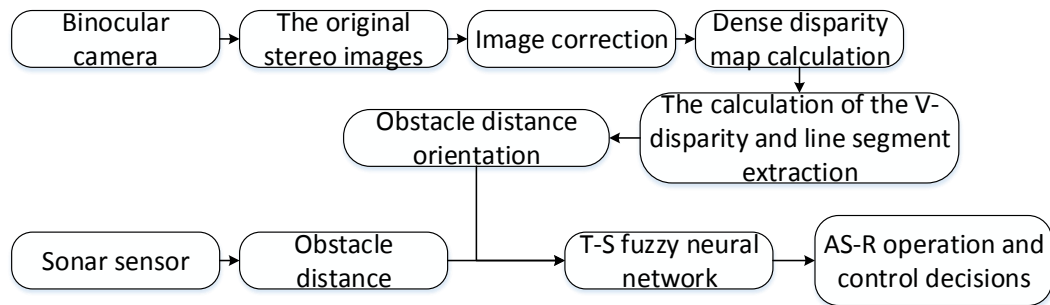 Binocular
camera
The original
stereo images
Image correction
Dense disparity
map calculation
The calculation of the V-
disparity and line segment
extraction
Obstacle distance
orientation
Sonar sensor
Obstacle
distance
T-S fuzzy neural
network
AS-R operation and
control decisions